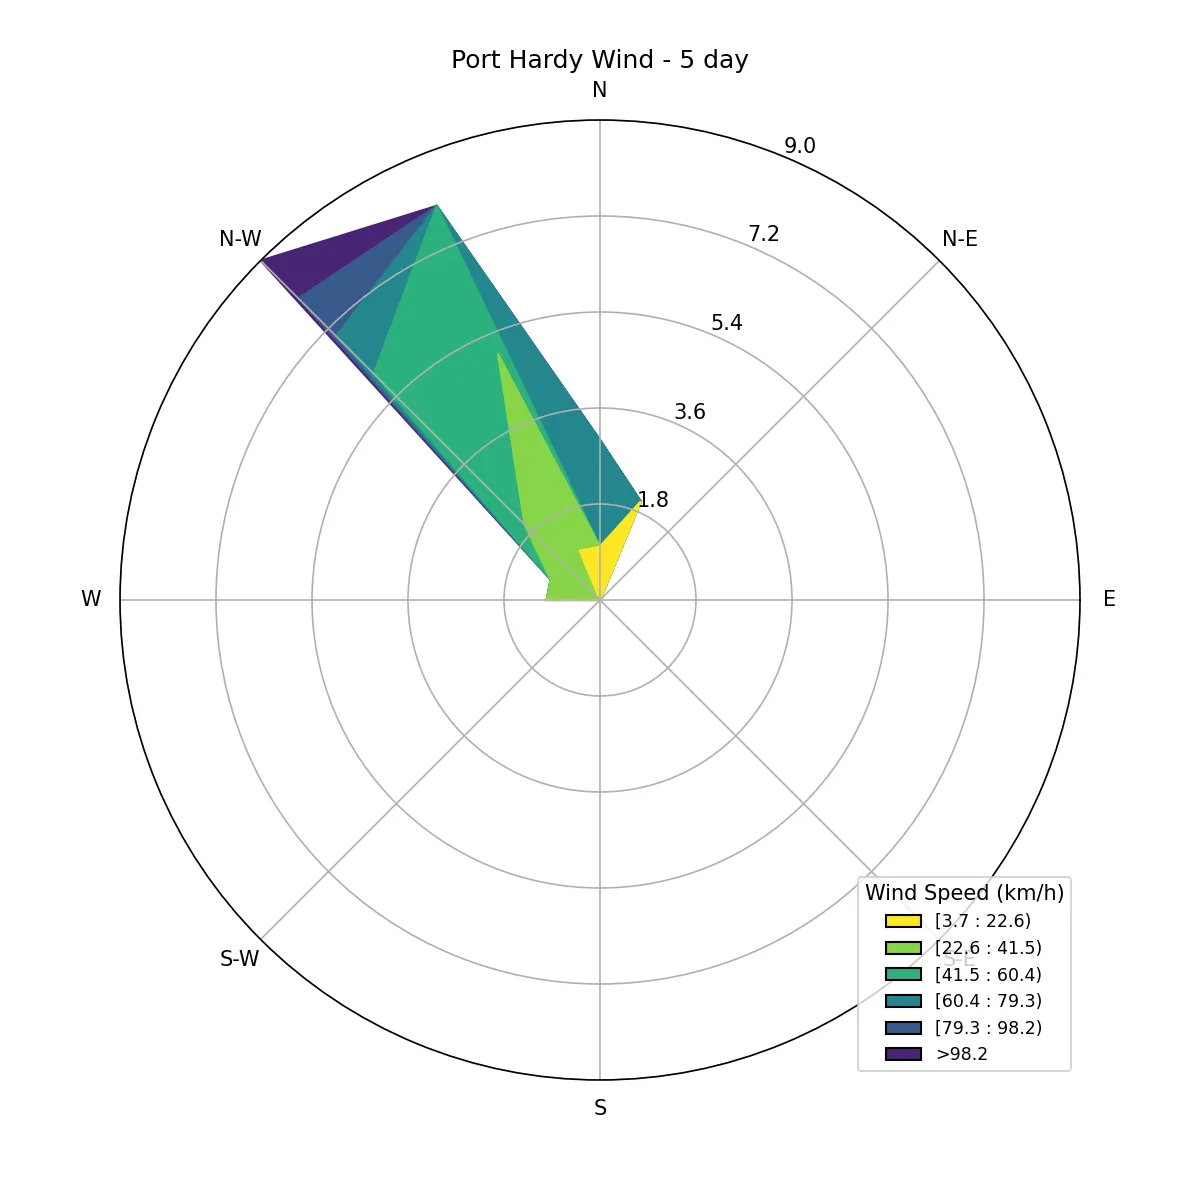 Port Hardy Wind - 5 day
N
9.0
7.2
N-W
N-E
5.4
3.6
1.8
W
E
Wind Speed (km/h)
[3.7 : 22.6)
[22.6 : 41.5)
S-W
S-E
[41.5 : 60.4)
[60.4 : 79.3)
[79.3 : 98.2)
>98.2
S